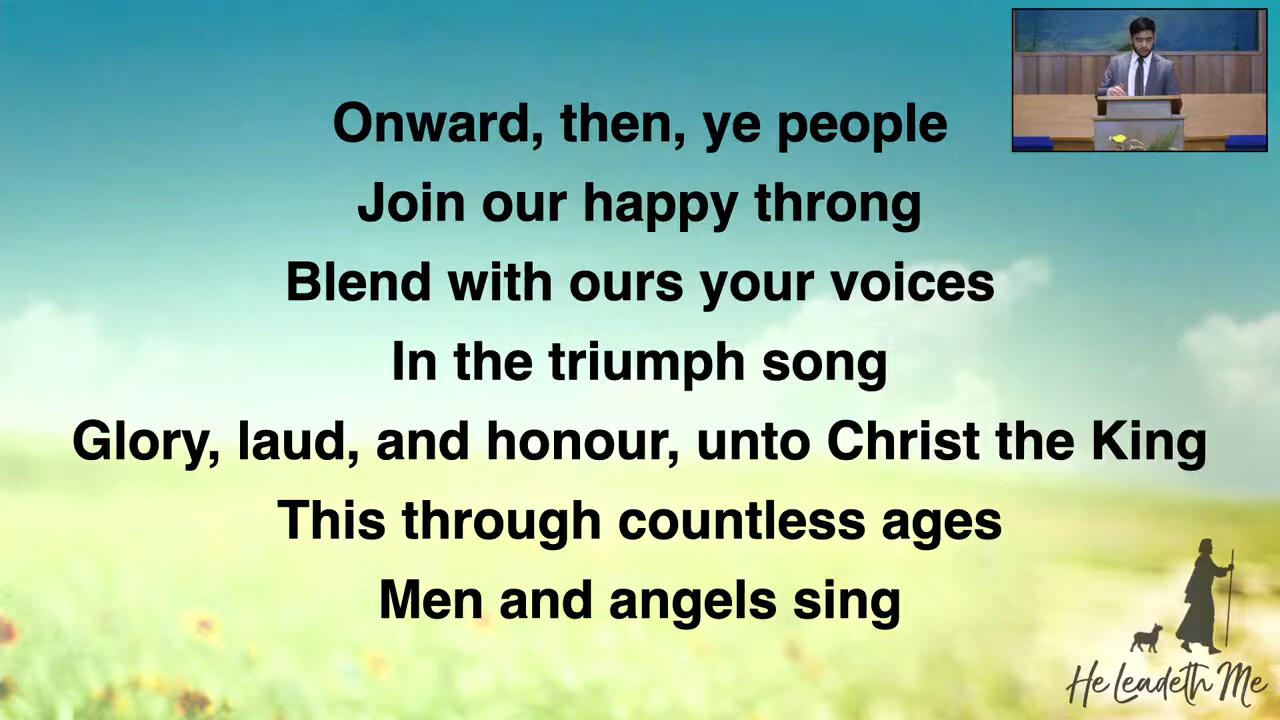 Onward, then, ye people
Join our happy throng
Blend with ours your voices
In the triumph song
Glory, laud, and honour, unto Christ the King
This through countless ages
Men and angels sing
He Leadeth Me